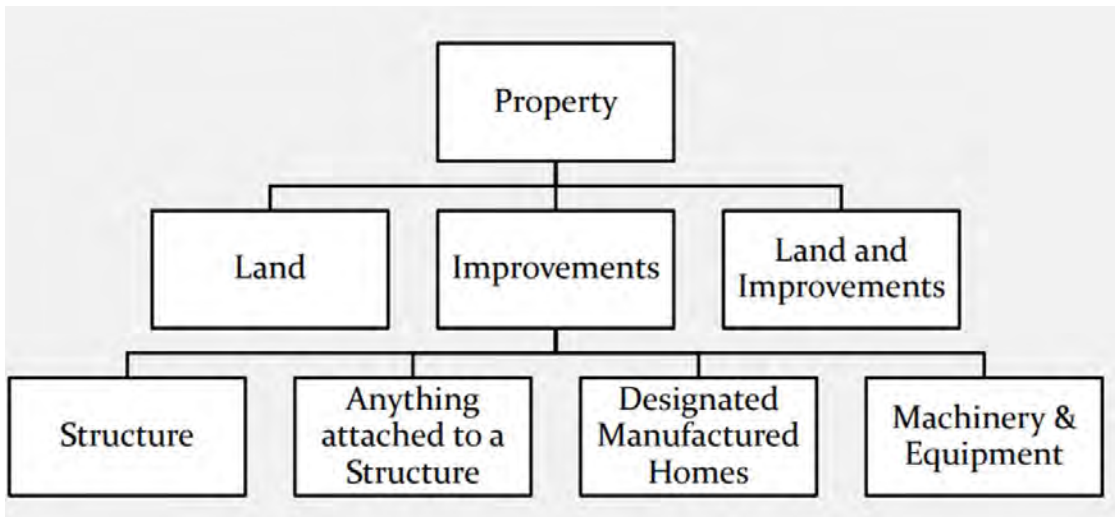 Property
Land
Improvements
Land and
Improvements
Structure
Anything
attached to a
Structure
Designated
Manufactured
Homes
Machinery &
Equipment